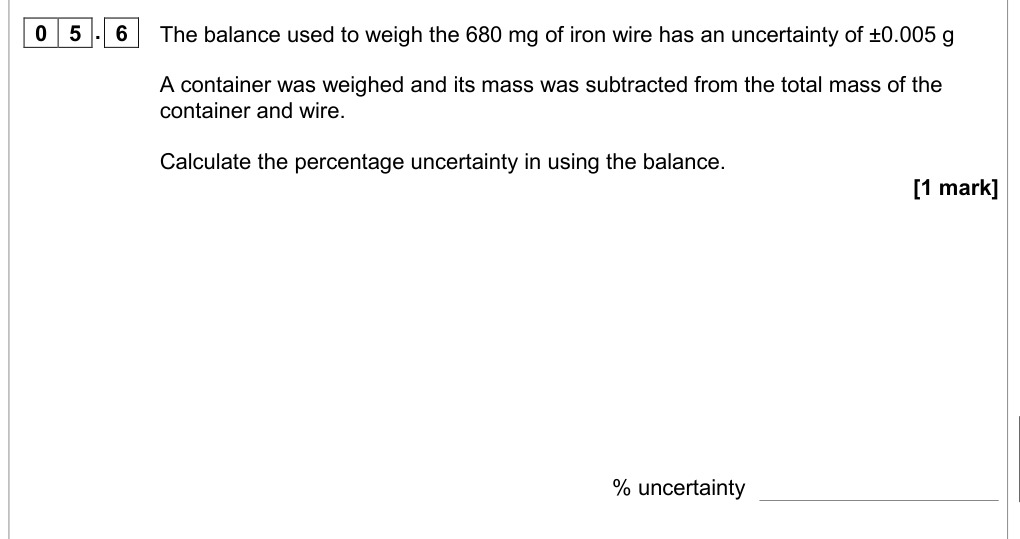 0 5 . 6 The balance used to weigh the 680 mg of iron wire has an uncertainty of ±0.005 g
A container was weighed and its mass was subtracted from the total mass of the
container and wire.
Calculate the percentage uncertainty in using the balance.
[1 mark]
% uncertainty